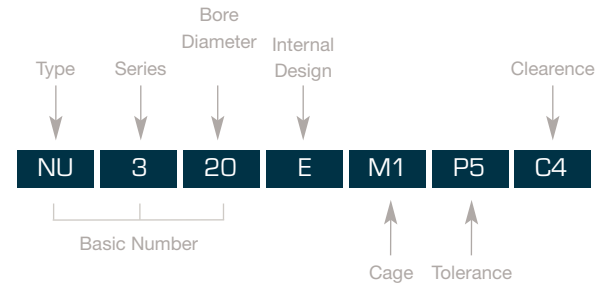 Bore
Diameter
Internal
Design
Type
Series
Clearence
NU 3 20 E M1 P5 C4
Basic Number
Cage
Tolerance